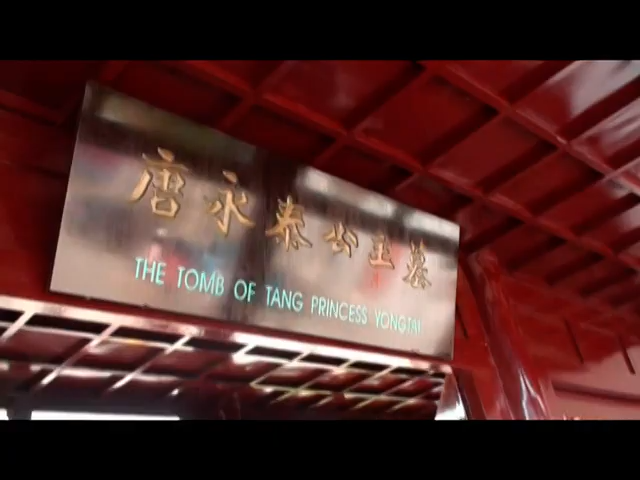 唐永泰公主墓
THE TOMB OF TANG PRINCESS YONGTAI